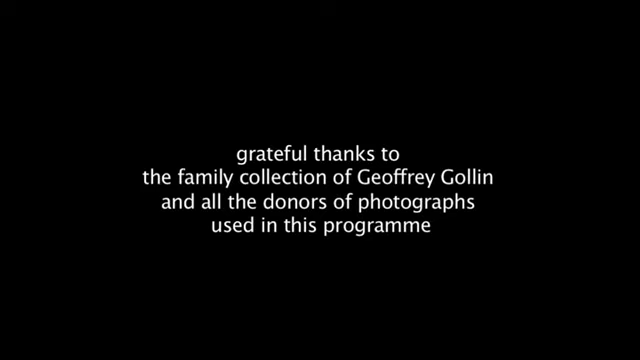 grateful thanks to
the family collection of Geoffrey Gollin
and all the donors of photographs
used in this programme